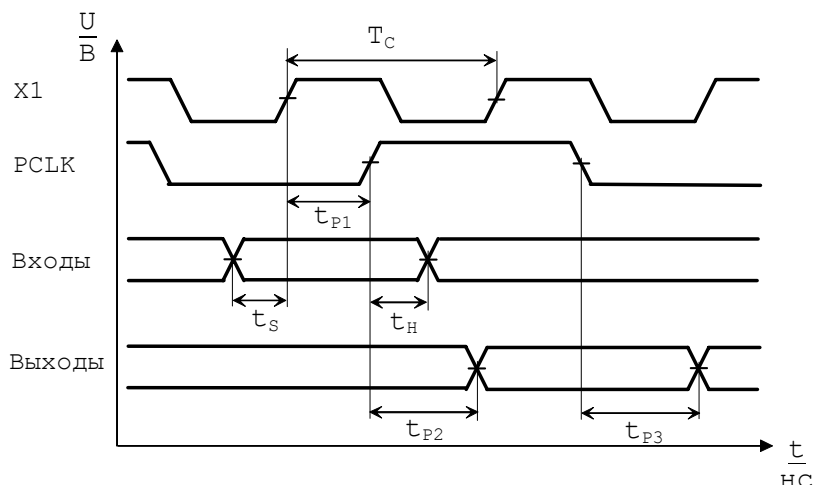 U
В
T_C
X1
PCLK
t_P1
Входы
t_S
t_H
Выходы
t_P2
t_P3
t
нс